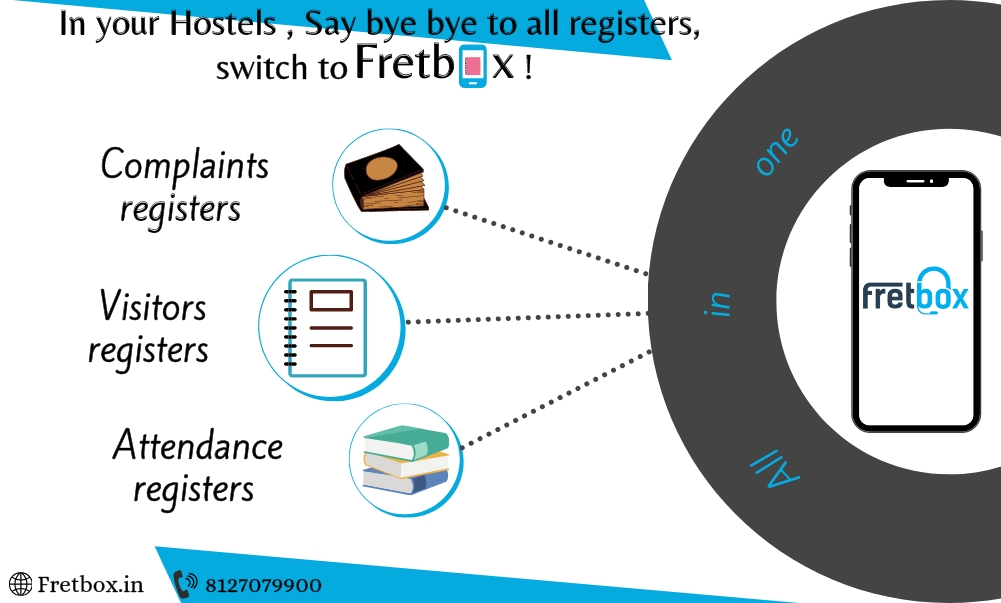 In your Hostels , Say bye bye to all registers,
switch to Fretbox !
Complaints
registers
Visitors
registers
Attendance
registers
All in one
fretbox
Fretbox.in
8127079900